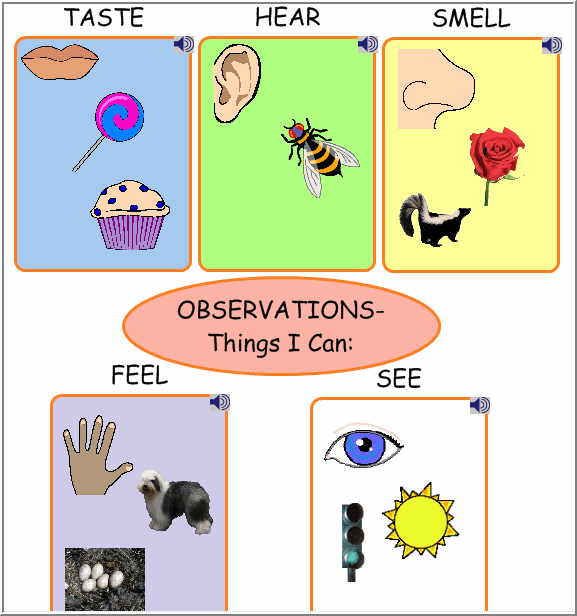 TASTE
HEAR
SMELL
OBSERVATIONS-
Things I Can:
FEEL
SEE